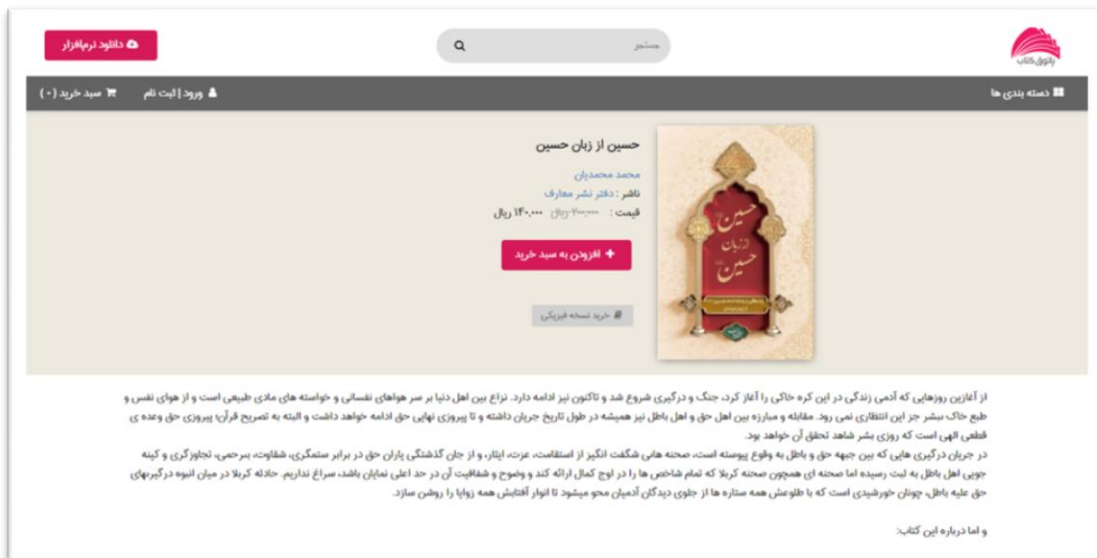 پاتوق کتاب
جستجو
دانلود نرم‌افزار
دسته بندی ها
ورود | ثبت نام
سبد خرید (۰)
حسین از زبان حسین
محمد محمدیان
ناشر : دفتر نشر معارف
قیمت : ۲۰۰,۰۰۰ ریال ۱۴۰,۰۰۰ ریال
افزودن به سبد خرید
خرید نسخه فیزیکی
حسین
از زبان
حسین
از آغازین روزهایی که آدمی زندگی در این کره خاکی را آغاز کرد، جنگ و درگیری شروع شد و تاکنون نیز ادامه دارد. نزاع بین اهل دنیا بر سر هواهای نفسانی و خواسته های مادی طبیعی است و از هوای نفس و
طبع خاک بشر جز این انتظاری نمی رود. مقابله و مبارزه بین اهل حق و اهل باطل نیز همیشه در طول تاریخ جریان داشته و تا پیروزی نهایی حق ادامه خواهد داشت و البته به تصریح قرآن؛ پیروزی حق وعده ی
قطعی الهی است که روزی بشر شاهد تحقق آن خواهد بود.
در جریان درگیری هایی که بین جبهه حق و باطل به وقوع پیوسته است، صحنه هایی شگفت انگیز از استقامت، عزت، ایثار، و از جان گذشتگی یاران حق در برابر ستمگری، شقاوت، بیرحمی، تجاوزگری و کینه
جویی اهل باطل به ثبت رسیده اما صحنه ای همچون صحنه کربلا که تمام شاخص ها را در اوج کمال ارائه کند و وضوح و شفافیت آن در حد اعلی نمایان باشد، سراغ نداریم. حادثه کربلا در میان انبوه درگیریهای
حق علیه باطل، چونان خورشیدی است که با طلوعش همه ستاره ها از جلوی دیدگان آدمیان محو میشود تا انوار آفتابش همه زوایا را روشن سازد.
و اما درباره این کتاب: